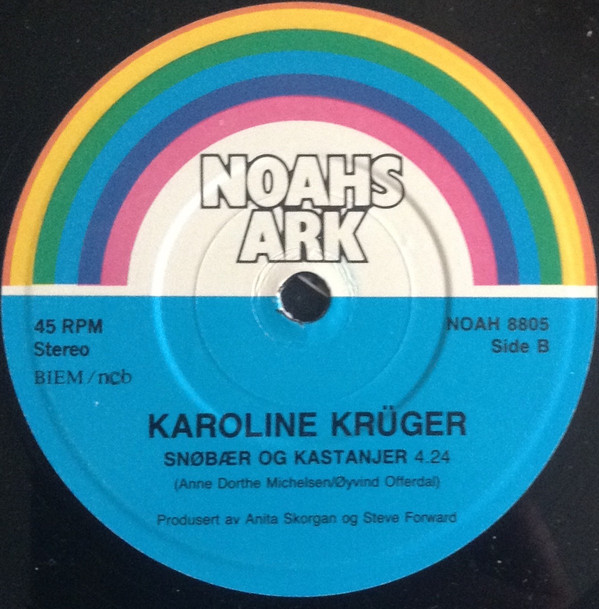 NOAHS
ARK
45 RPM
Stereo
BIEM/ncb
NOAH 8805
Side B
KAROLINE KRÜGER
SNØBÆR OG KASTANJER 4.24
(Anne Dorthe Michelsen/Øyvind Offerdal)
Produsert av Anita Skorgan og Steve Forward